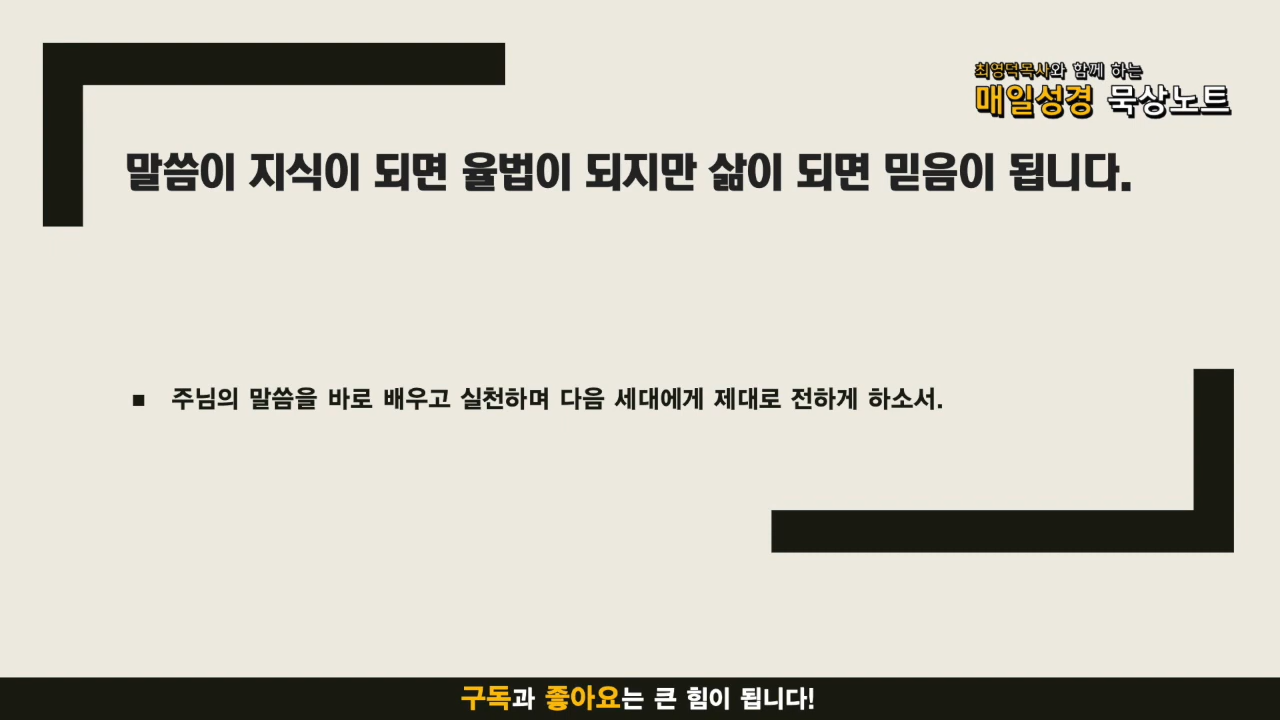 최영덕목사와 함께 하는
매일성경 묵상노트
말씀이 지식이 되면 율법이 되지만 삶이 되면 믿음이 됩니다.
■ 주님의 말씀을 바로 배우고 실천하며 다음 세대에게 제대로 전하게 하소서.
구독과 좋아요는 큰 힘이 됩니다!